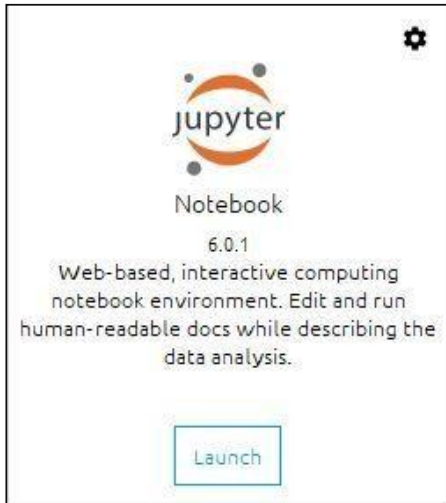 jupyter
Notebook
6.0.1
Web-based, interactive computing
notebook environment. Edit and run
human-readable docs while describing the
data analysis.
Launch